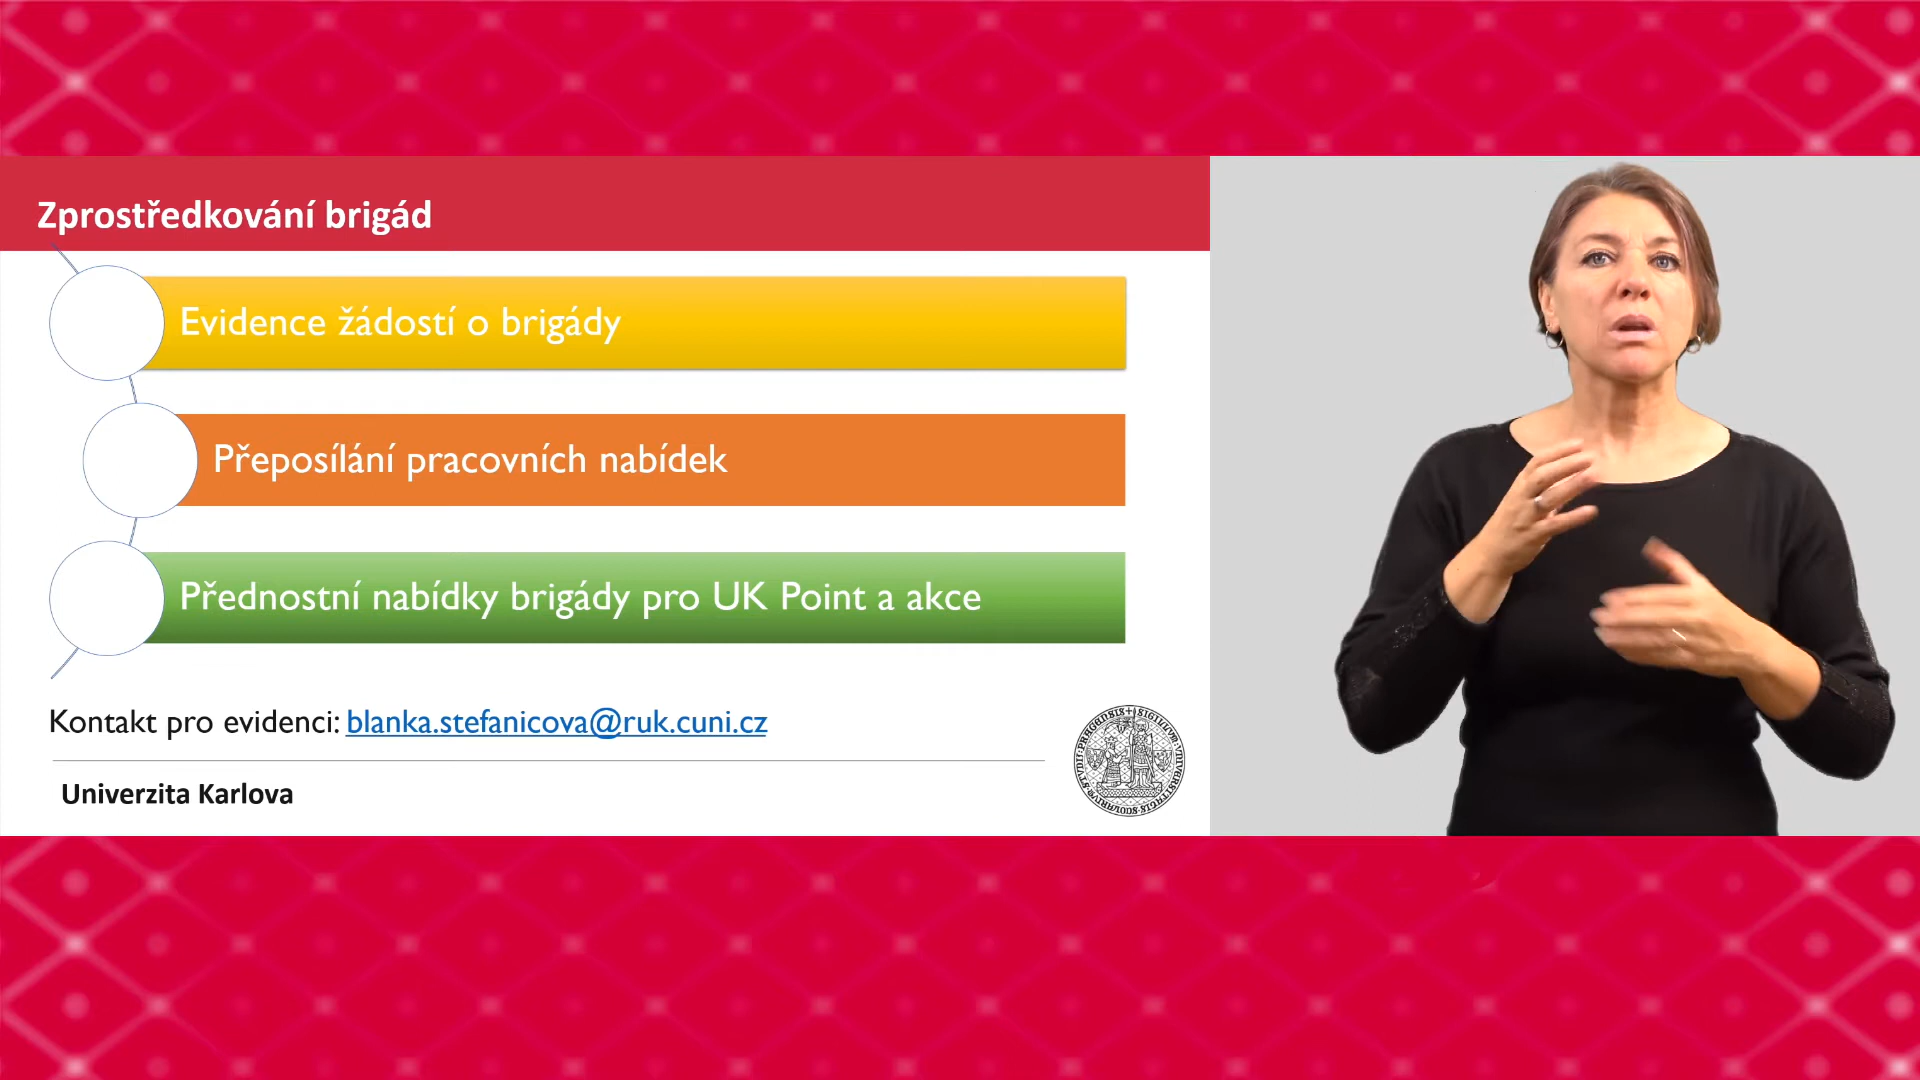 Zprostředkování brigád
Evidence žádostí o brigády
Přeposílání pracovních nabídek
Přednostní nabídky brigády pro UK Point a akce
Kontakt pro evidenci: blanka.stefanicova@ruk.cuni.cz
Univerzita Karlova